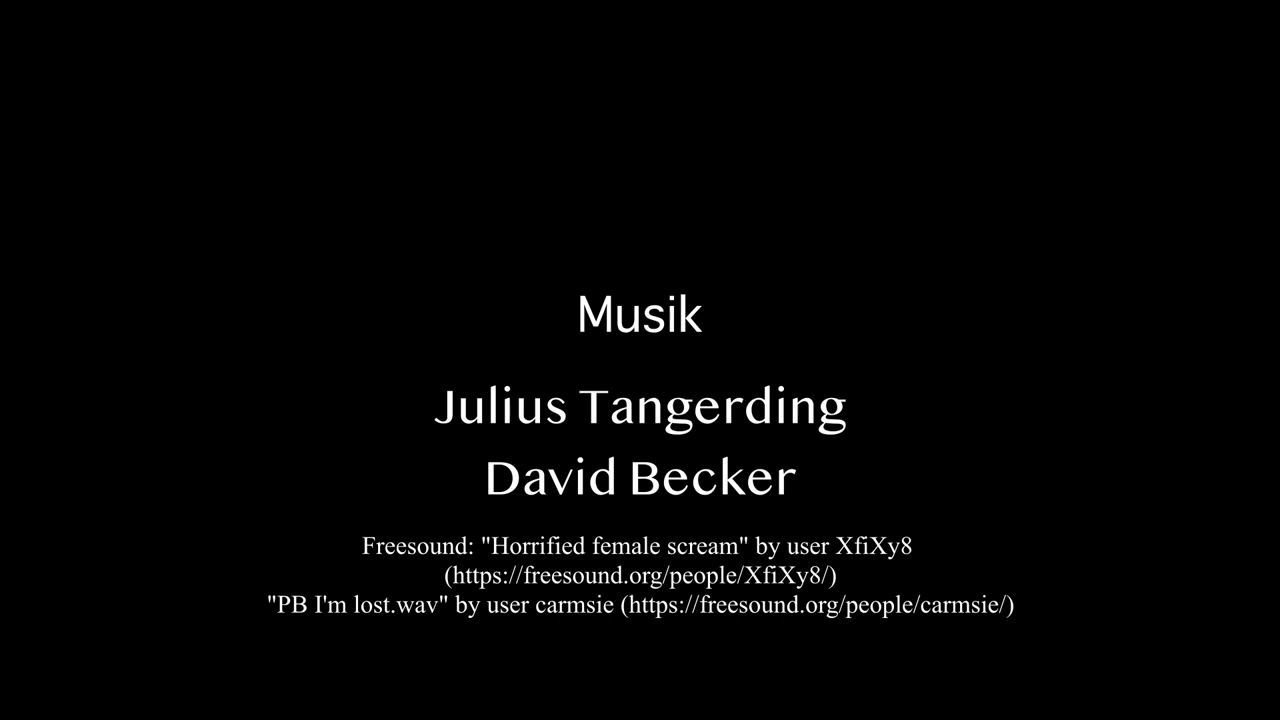 Musik
Julius Tangerding
David Becker
Freesound: "Horrified female scream" by user XfiXy8
(https://freesound.org/people/XfiXy8/)
"PB I'm lost.wav" by user carmsie (https://freesound.org/people/carmsie/)